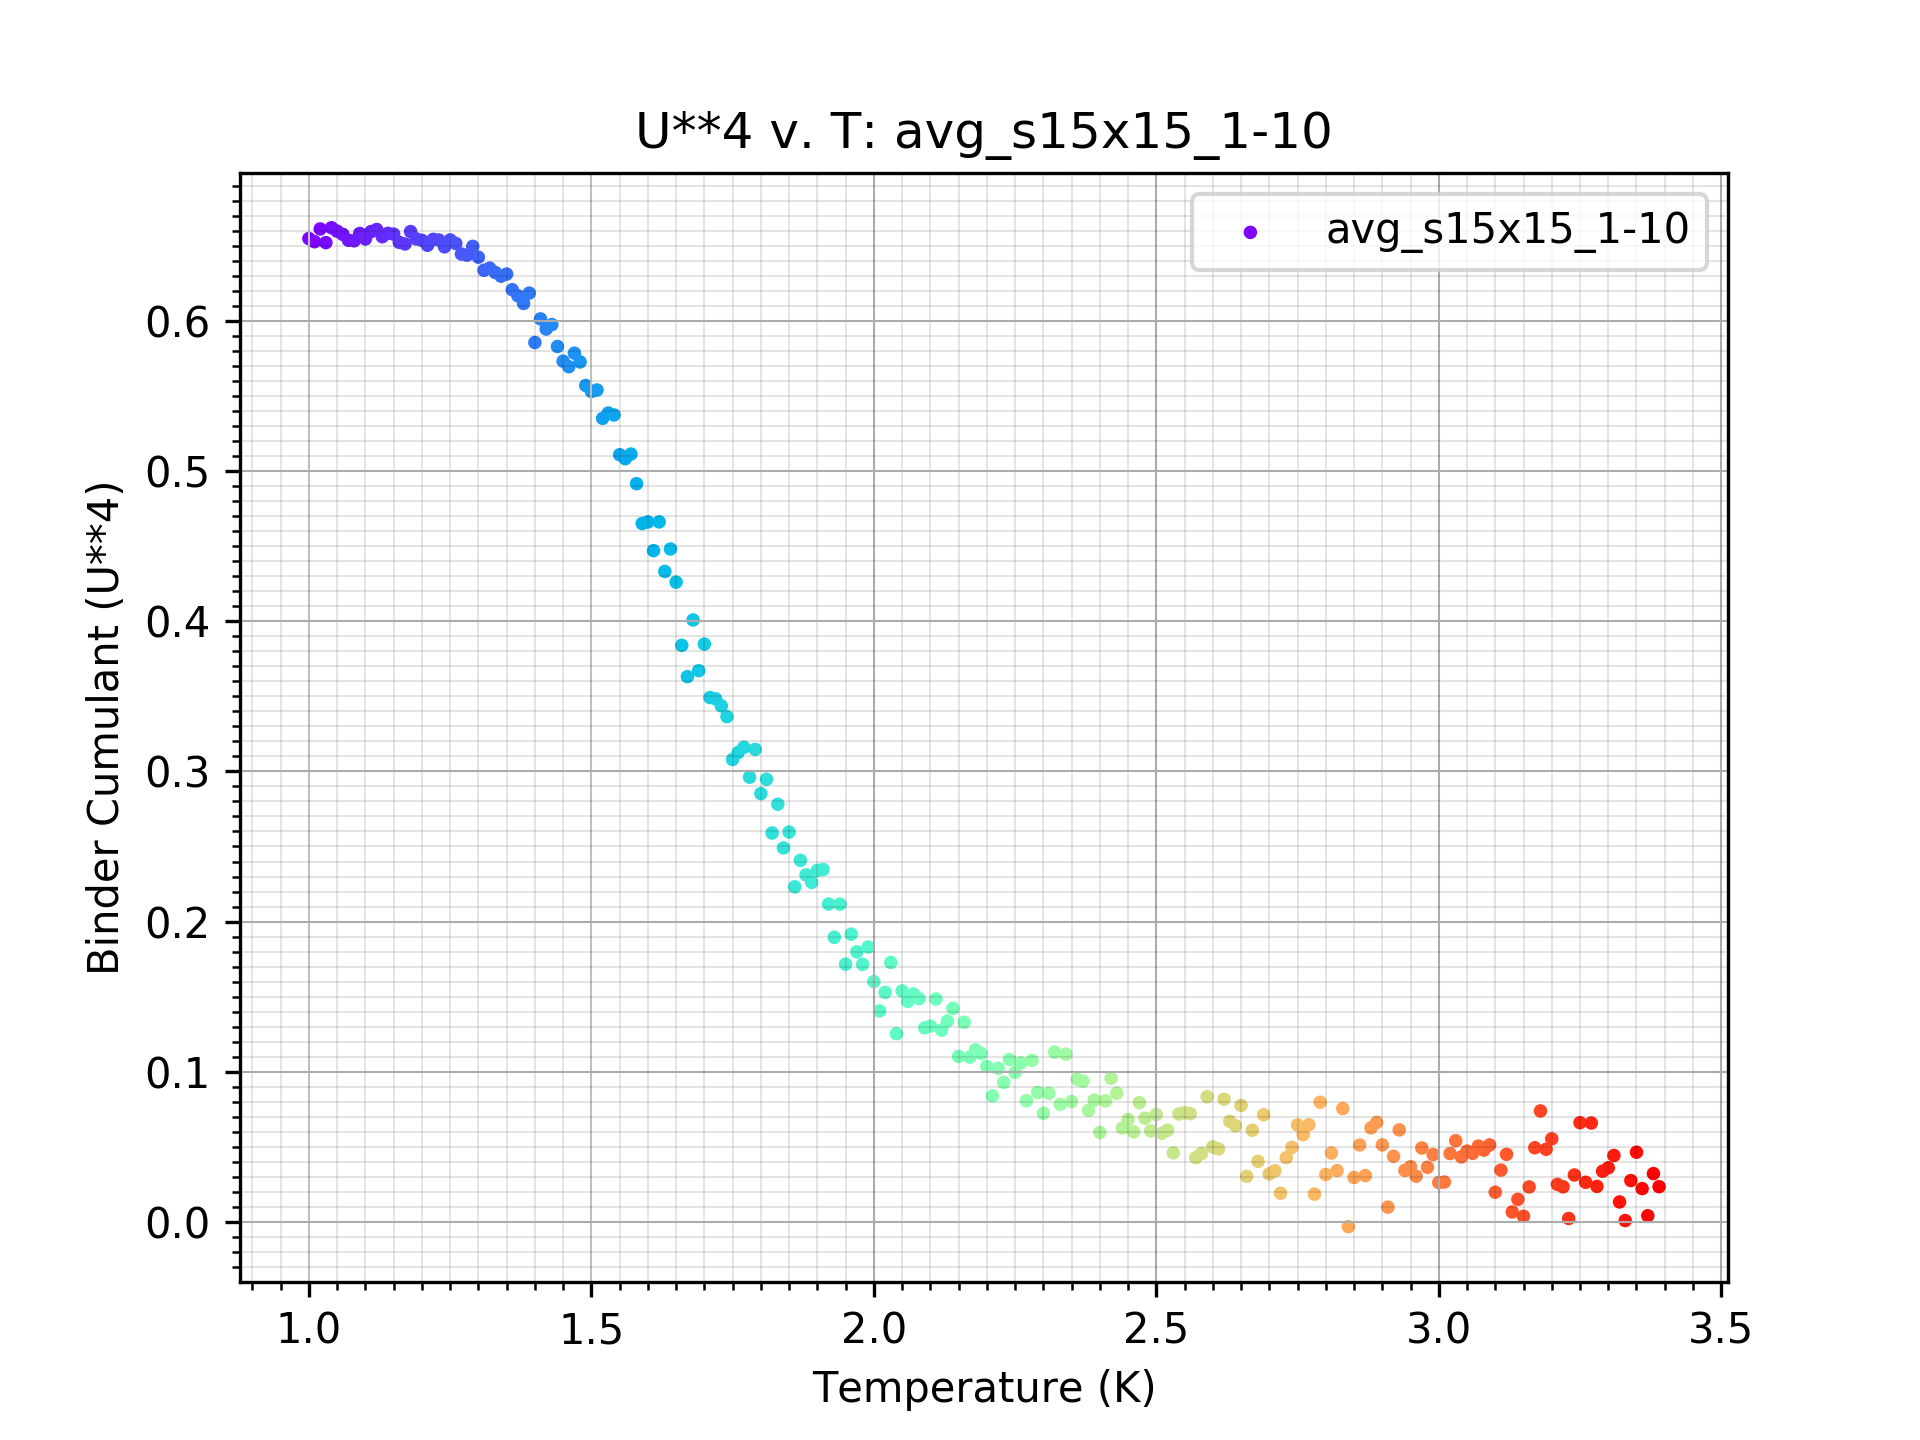 U**4 v. T: avg_s15x15_1-10
avg_s15x15_1-10
Binder Cumulant (U**4)
0.6
0.5
0.4
0.3
0.2
0.1
0.0
1.0 1.5 2.0 2.5 3.0 3.5
Temperature (K)